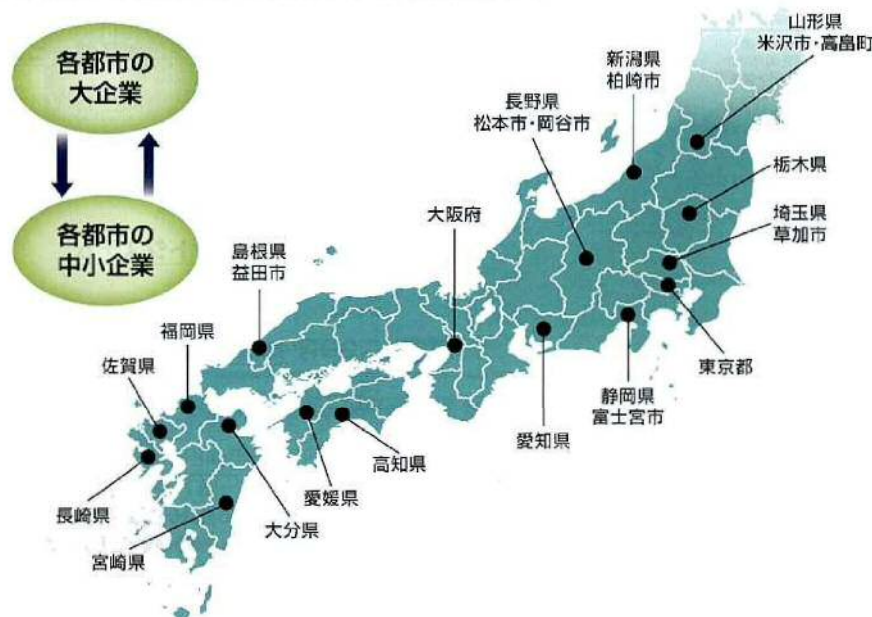 各都市の
大企業
各都市の
中小企業
山形県
米沢市・高畠町
新潟県
柏崎市
長野県
松本市・岡谷市
栃木県
埼玉県
草加市
大阪府
島根県
益田市
福岡県
佐賀県
東京都
静岡県
富士宮市
愛知県
高知県
愛媛県
大分県
長崎県
宮崎県